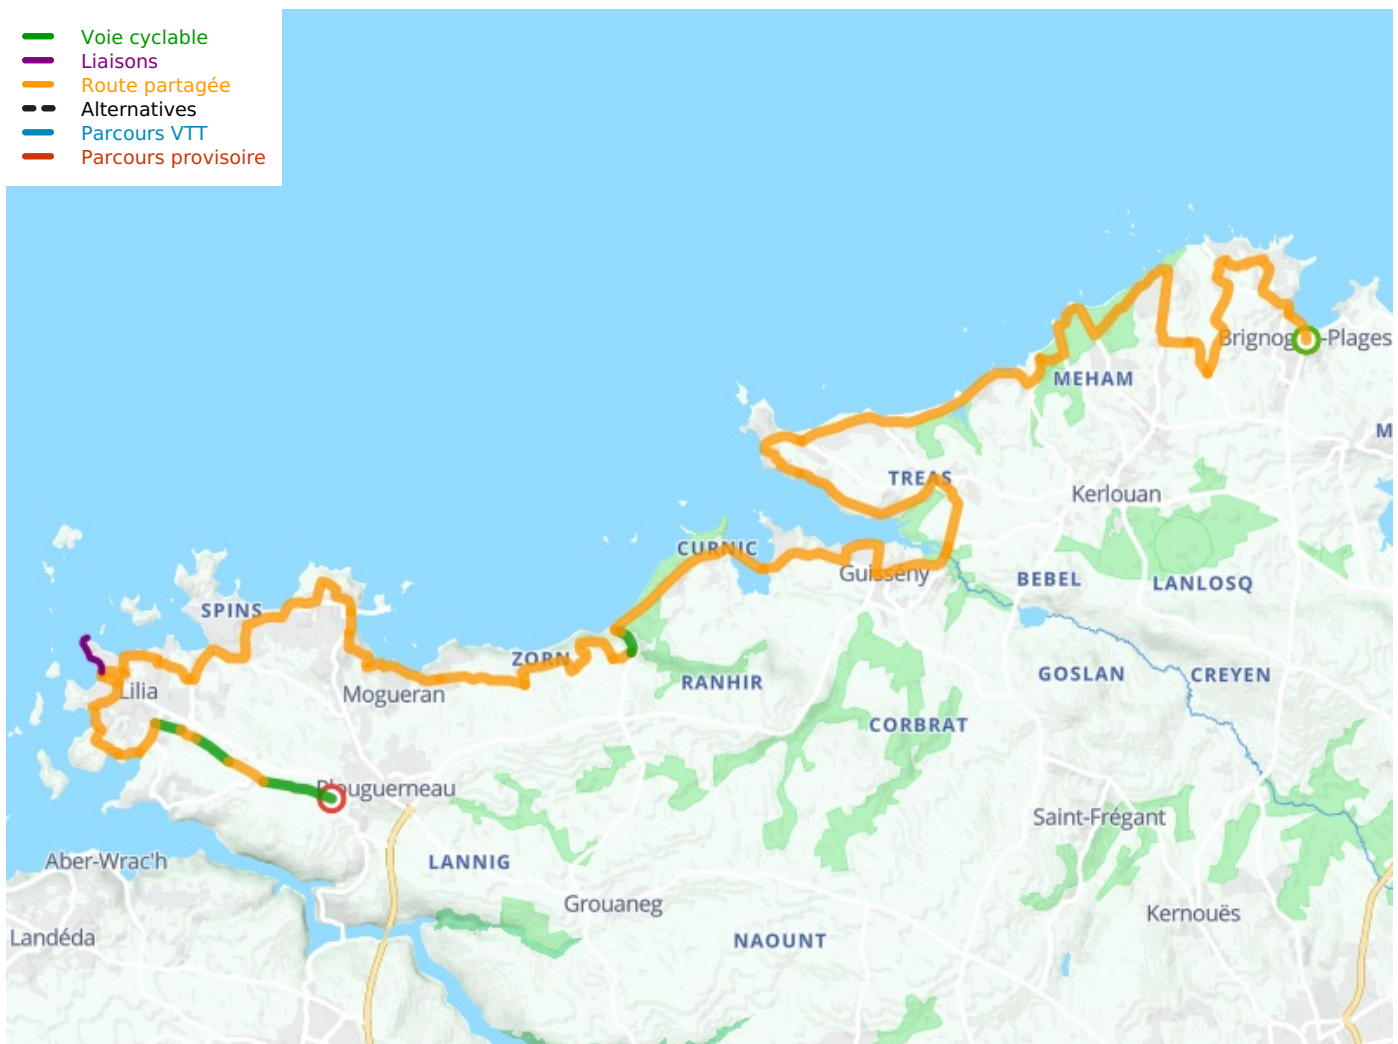 Voie cyclable
Liaisons
Route partagée
Alternatives
Parcours VTT
Parcours provisoire
Brignog -Plages
MEHAM
M
TREAS
Kerlouan
CURNIC
Guissény
BEBEL
LANLOSQ
SPINS
ZORN
Lilia
Mogueran
RANHIR
GOSLAN
CREYEN
CORBRAT
Plouguerneau
Saint-Frégant
Aber-Wrac'h
LANNIG
Grouaneg
Kernouës
Landéda
NAOUNT